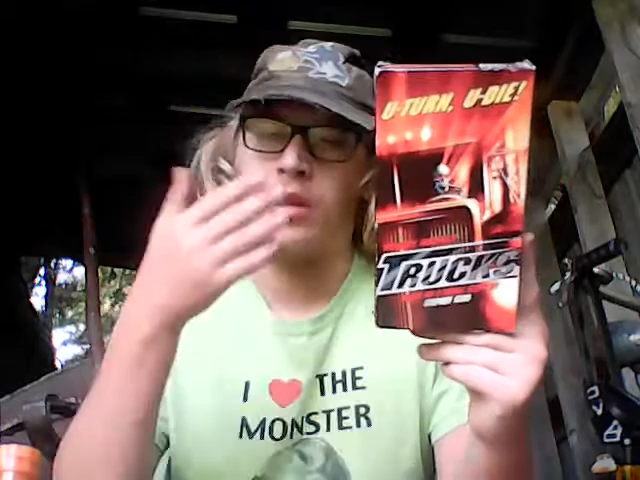 U-TURN, U-DIE!
TRUCKS
I ❤ THE
MONSTER